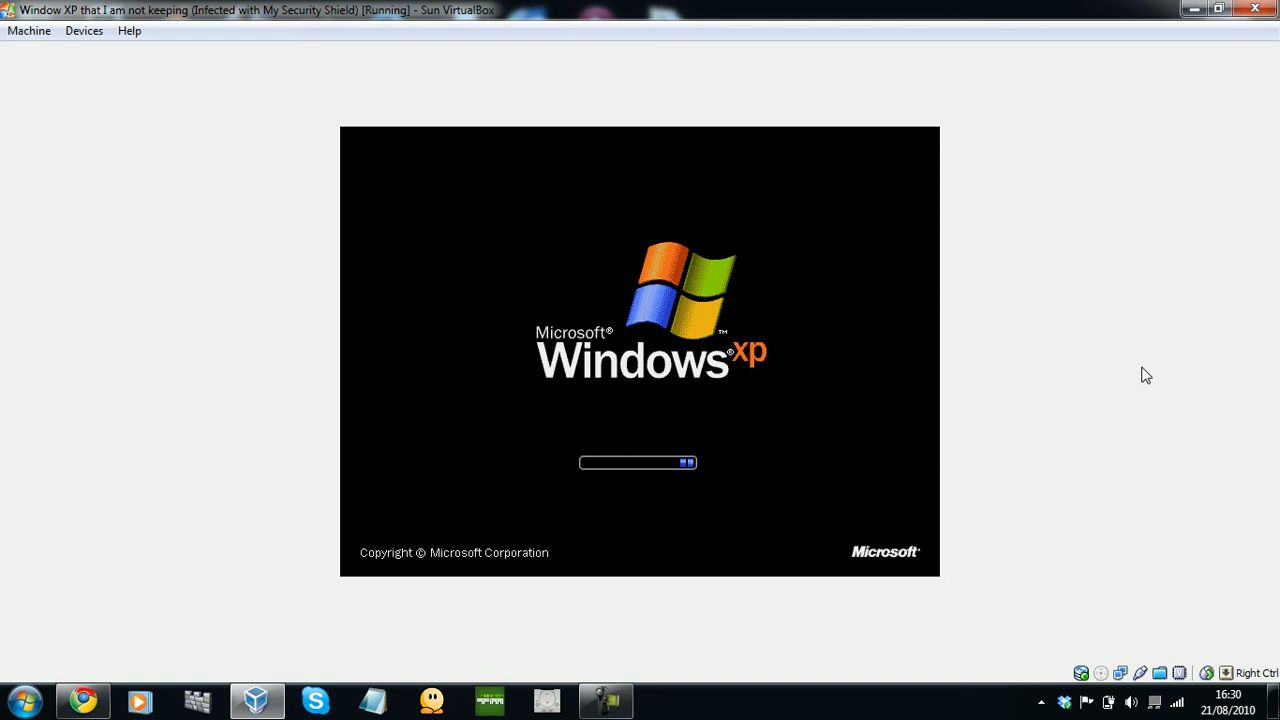 Window XP that I am not keeping (Infected with My Security Shield) [Running] - Sun VirtualBox
Machine Devices Help
Microsoft®
Windows® xp ™
Copyright © Microsoft Corporation
Microsoft®
Right Ctrl
16:30
21/08/2010